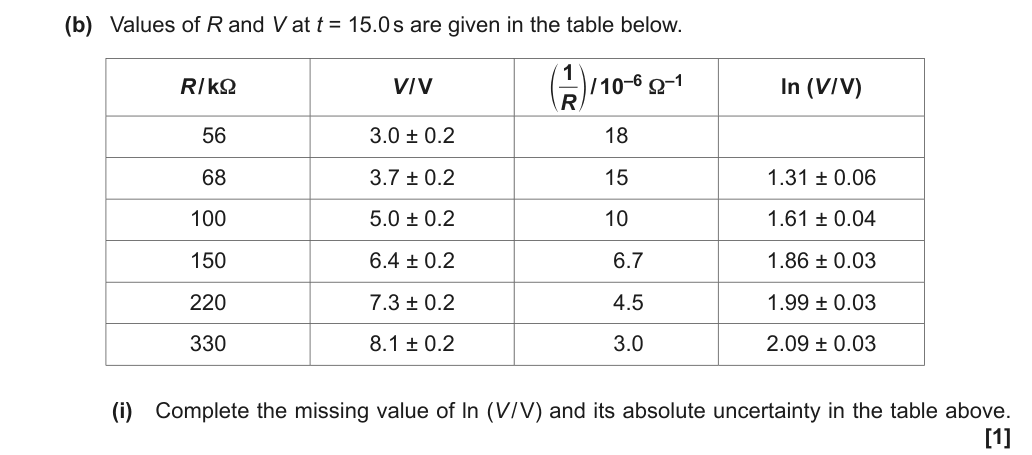 (b) Values of R and V at t = 15.0 s are given in the table below.
R/kΩ V/V (1/R)/10⁻⁶ Ω⁻¹ ln (V/V)
56 3.0 ± 0.2 18
68 3.7 ± 0.2 15 1.31 ± 0.06
100 5.0 ± 0.2 10 1.61 ± 0.04
150 6.4 ± 0.2 6.7 1.86 ± 0.03
220 7.3 ± 0.2 4.5 1.99 ± 0.03
330 8.1 ± 0.2 3.0 2.09 ± 0.03
(i) Complete the missing value of ln (V/V) and its absolute uncertainty in the table above.
[1]